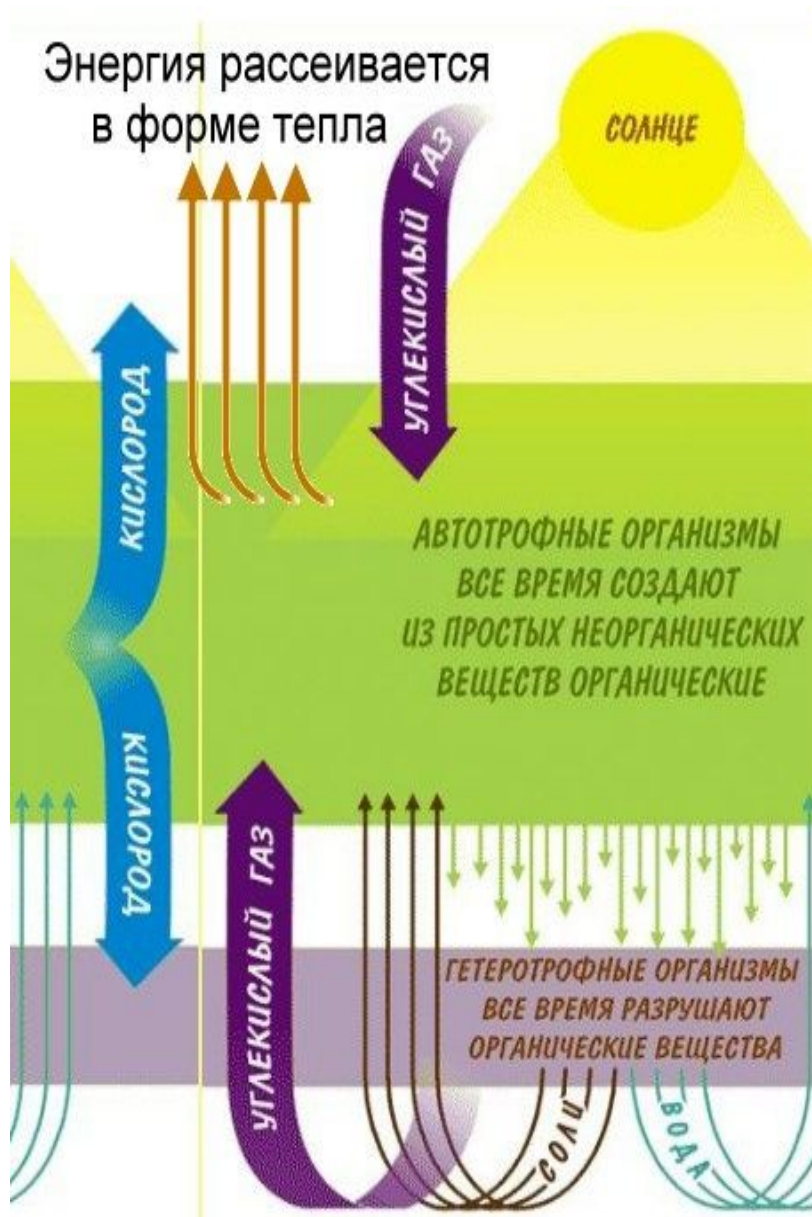 Энергия рассеивается
в форме тепла
СОЛНЦЕ
УГЛЕКИСЛЫЙ ГАЗ
КИСЛОРОД
АВТОТРОФНЫЕ ОРГАНИЗМЫ
ВСЕ ВРЕМЯ СОЗДАЮТ
ИЗ ПРОСТЫХ НЕОРГАНИЧЕСКИХ
ВЕЩЕСТВ ОРГАНИЧЕСКИЕ
КИСЛОРОД
УГЛЕКИСЛЫЙ ГАЗ
ГЕТЕРОТРОФНЫЕ ОРГАНИЗМЫ
ВСЕ ВРЕМЯ РАЗРУШАЮТ
ОРГАНИЧЕСКИЕ ВЕЩЕСТВА
СОЛИ
ВОДА